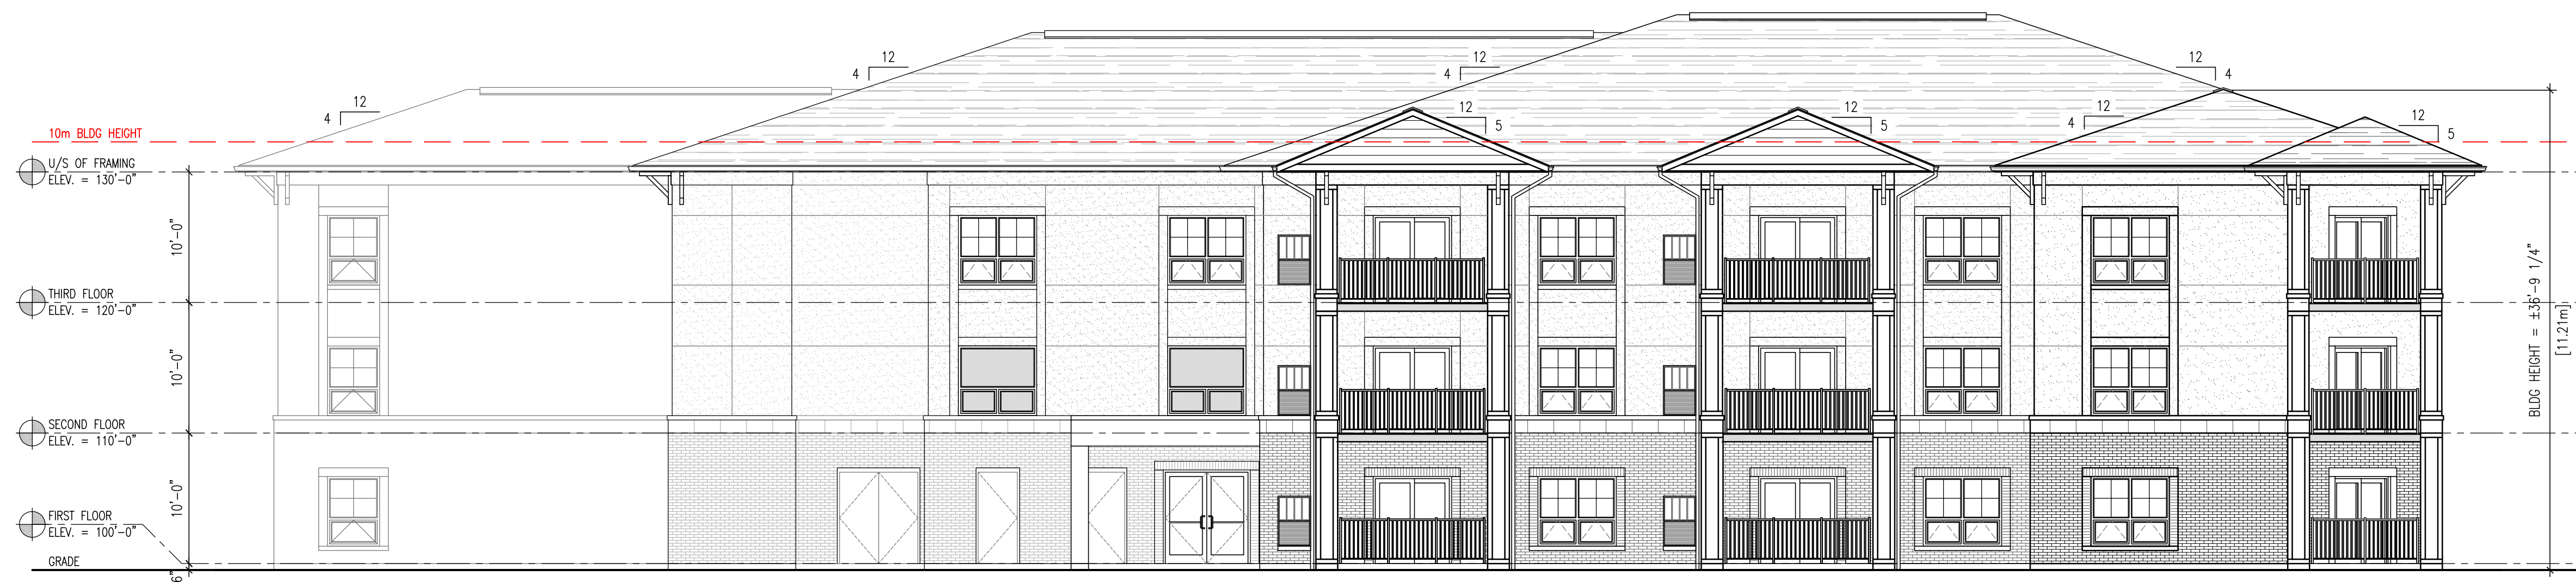 12
4
12
4
12
4
12
4
12
5
12
5
12
4
12
5
10m BLDG HEIGHT
U/S OF FRAMING
ELEV. = 130'-0"
10'-0"
THIRD FLOOR
ELEV. = 120'-0"
10'-0"
SECOND FLOOR
ELEV. = 110'-0"
10'-0"
FIRST FLOOR
ELEV. = 100'-0"
GRADE
6"
BLDG HEIGHT = ±36'-9 1/4"
[11.21m]